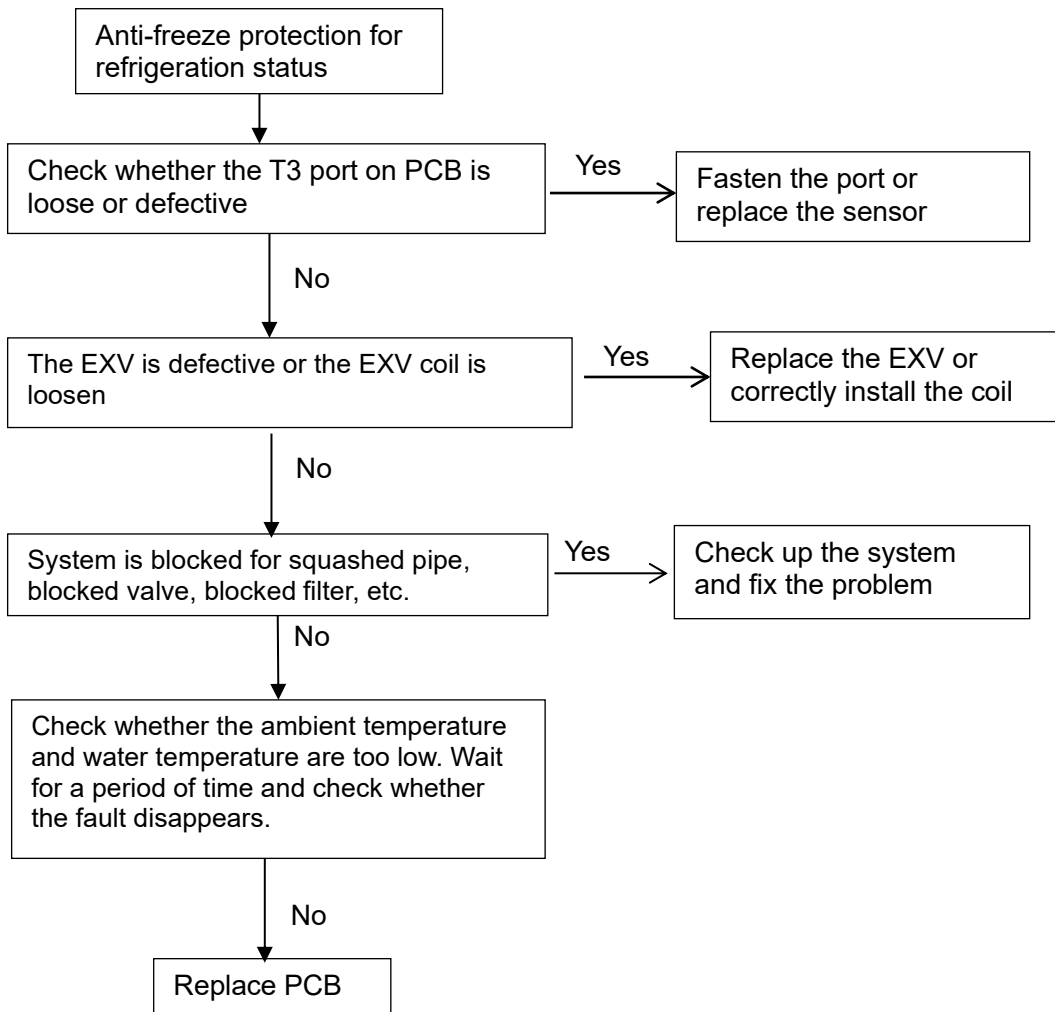 Anti-freeze protection for
refrigeration status
Check whether the T3 port on PCB is
loose or defective
Yes
Fasten the port or
replace the sensor
No
The EXV is defective or the EXV coil is
loosen
Yes
Replace the EXV or
correctly install the coil
No
System is blocked for squashed pipe,
blocked valve, blocked filter, etc.
Yes
Check up the system
and fix the problem
No
Check whether the ambient temperature
and water temperature are too low. Wait
for a period of time and check whether
the fault disappears.
No
Replace PCB